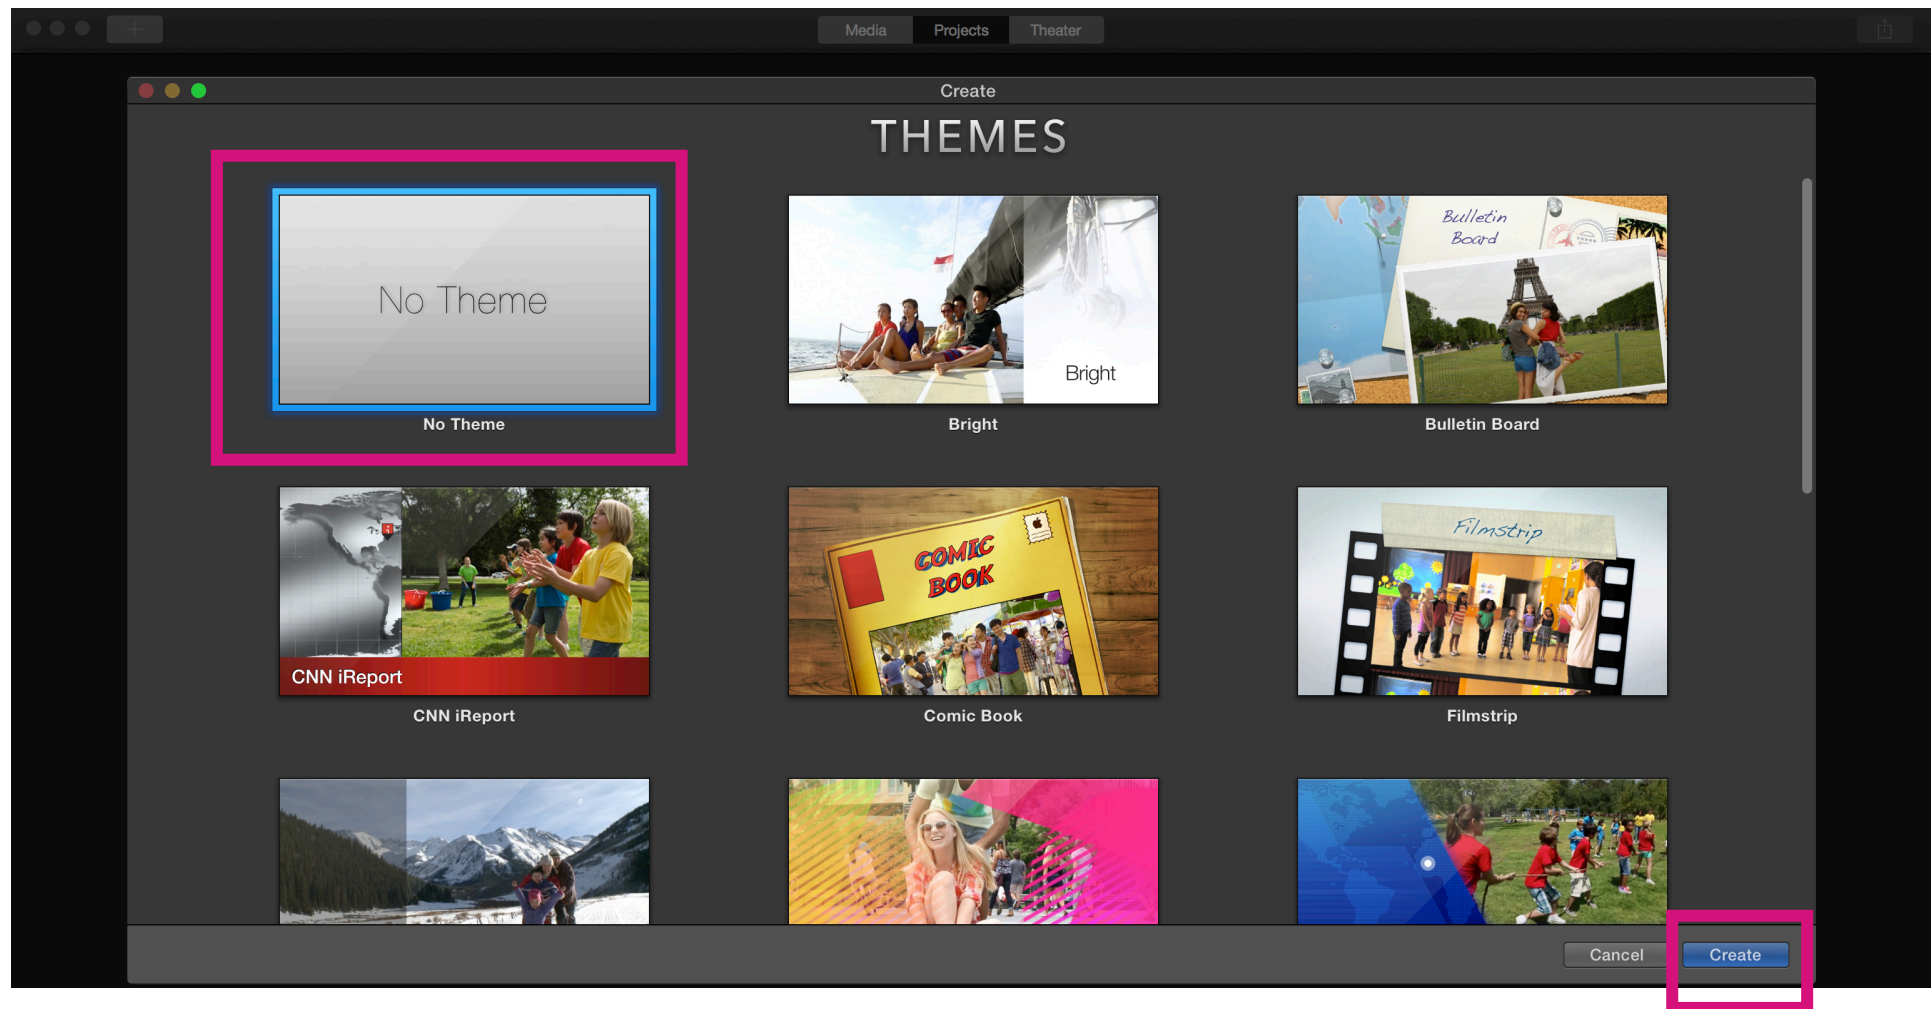 Media
Projects
Theater
Create
THEMES
No Theme
Bright
Bulletin
Board
No Theme
Bright
Bulletin Board
CNN iReport
COMIC
BOOK
Filmstrip
CNN iReport
Comic Book
Filmstrip
Cancel
Create